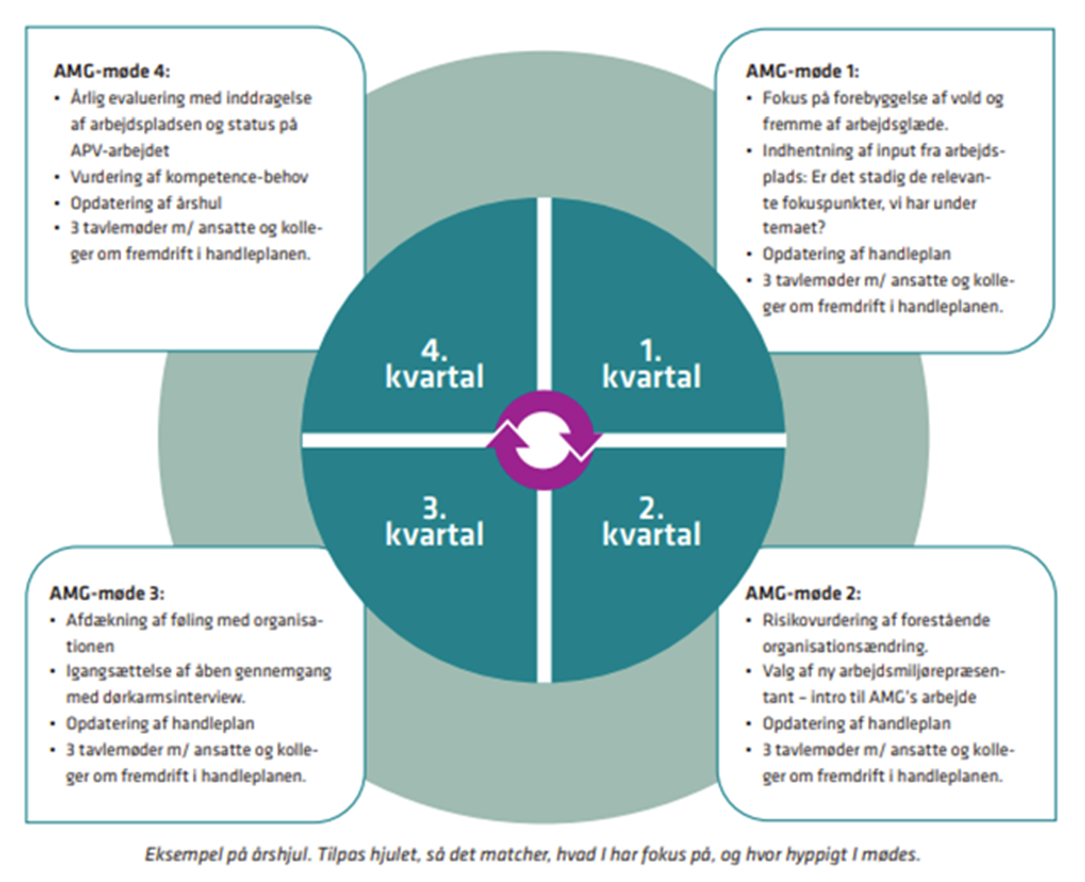 AMG-møde 4:
• Årlig evaluering med inddragelse
af arbejdspladsen og status på
APV-arbejdet
• Vurdering af kompetence-behov
• Opdatering af årshul
• 3 tavlemøder m/ ansatte og kolle-
ger om fremdrift i handleplanen.
AMG-møde 1:
• Fokus på forebyggelse af vold og
fremme af arbejdsglæde.
• Indhentning af input fra arbejds-
plads: Er det stadig de relevan-
te fokuspunkter, vi har under
temaet?
• Opdatering af handleplan
• 3 tavlemøder m/ ansatte og kolle-
ger om fremdrift i handleplanen.
4.
kvartal
1.
kvartal
3.
kvartal
2.
kvartal
AMG-møde 3:
• Afdækning af føling med organisa-
tionen
• Igangsættelse af åben gennemgang
med dørkarmsinterview.
• Opdatering af handleplan
• 3 tavlemøder m/ ansatte og kolle-
ger om fremdrift i handleplanen.
AMG-møde 2:
• Risikovurdering af forestående
organisationsændring.
• Valg af ny arbejdsmiljørepræsen-
tant – intro til AMG's arbejde
• Opdatering af handleplan
• 3 tavlemøder m/ ansatte og kolle-
ger om fremdrift i handleplanen.
Eksempel på årshjul. Tilpas hjulet, så det matcher, hvad I har fokus på, og hvor hyppigt I mødes.